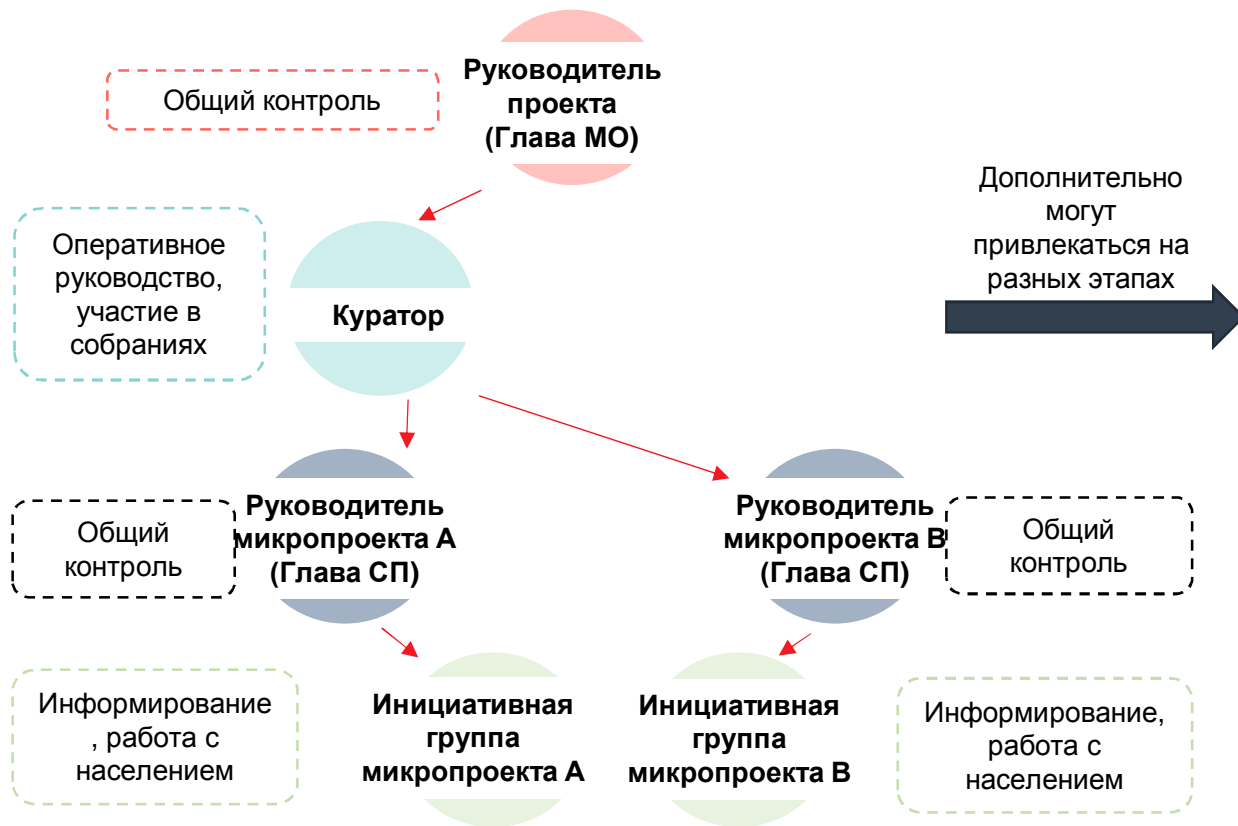 Руководитель
проекта
(Глава МО)
Общий контроль
Дополнительно
могут
привлекаться на
разных этапах
Оперативное
руководство,
участие в
собраниях
Куратор
Общий
контроль
Руководитель
микропроекта А
(Глава СП)
Руководитель
микропроекта В
(Глава СП)
Общий
контроль
Информирование
, работа с
населением
Инициативная
группа
микропроекта А
Инициативная
группа
микропроекта В
Информирование,
работа с
населением